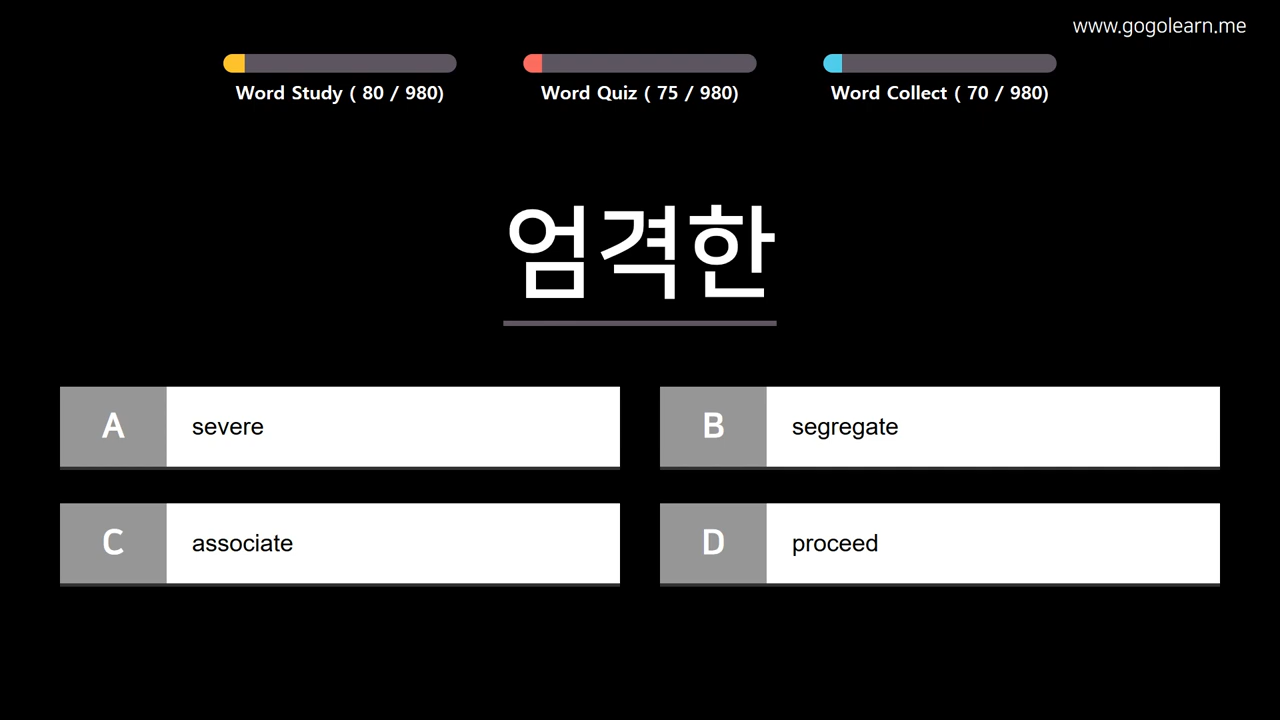 www.gogolearn.me
Word Study ( 80 / 980)
Word Quiz ( 75 / 980)
Word Collect ( 70 / 980)
엄격한
A severe
B segregate
C associate
D proceed